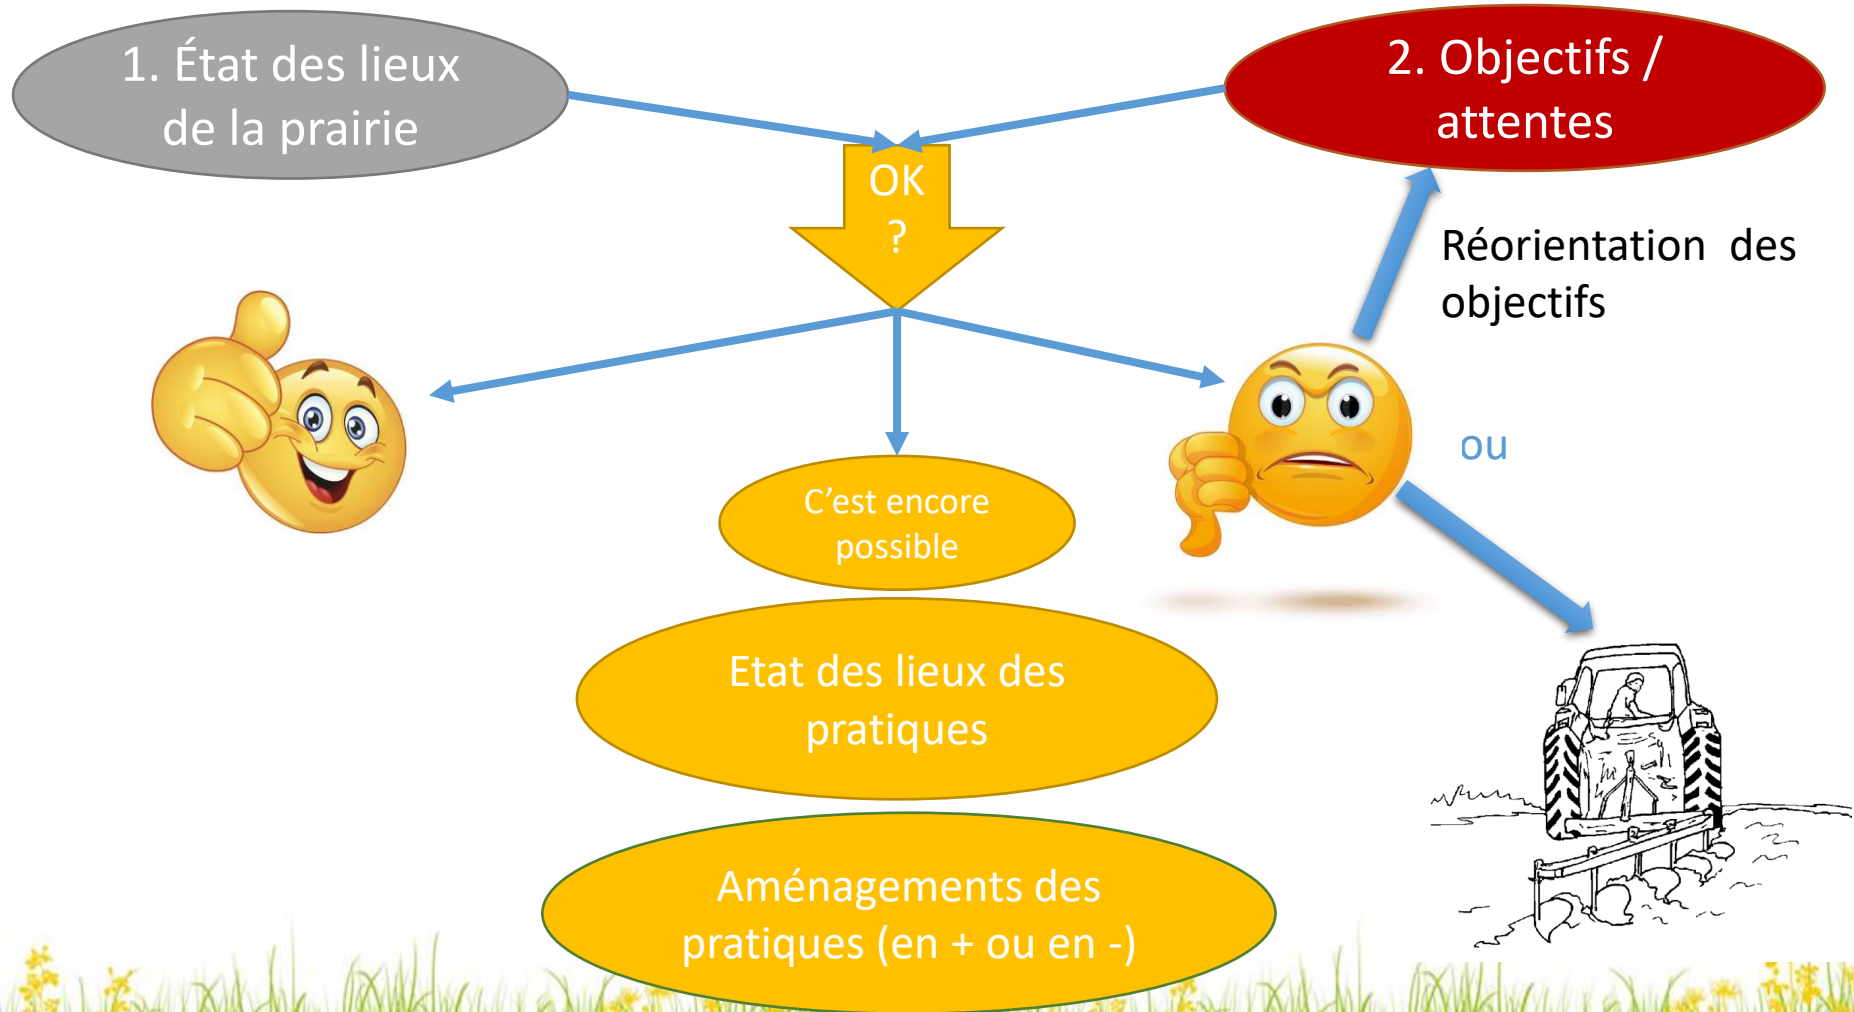 1. État des lieux
de la prairie
2. Objectifs /
attentes
OK
?
Réorientation des
objectifs
ou
C’est encore
possible
Etat des lieux des
pratiques
Aménagements des
pratiques (en + ou en -)